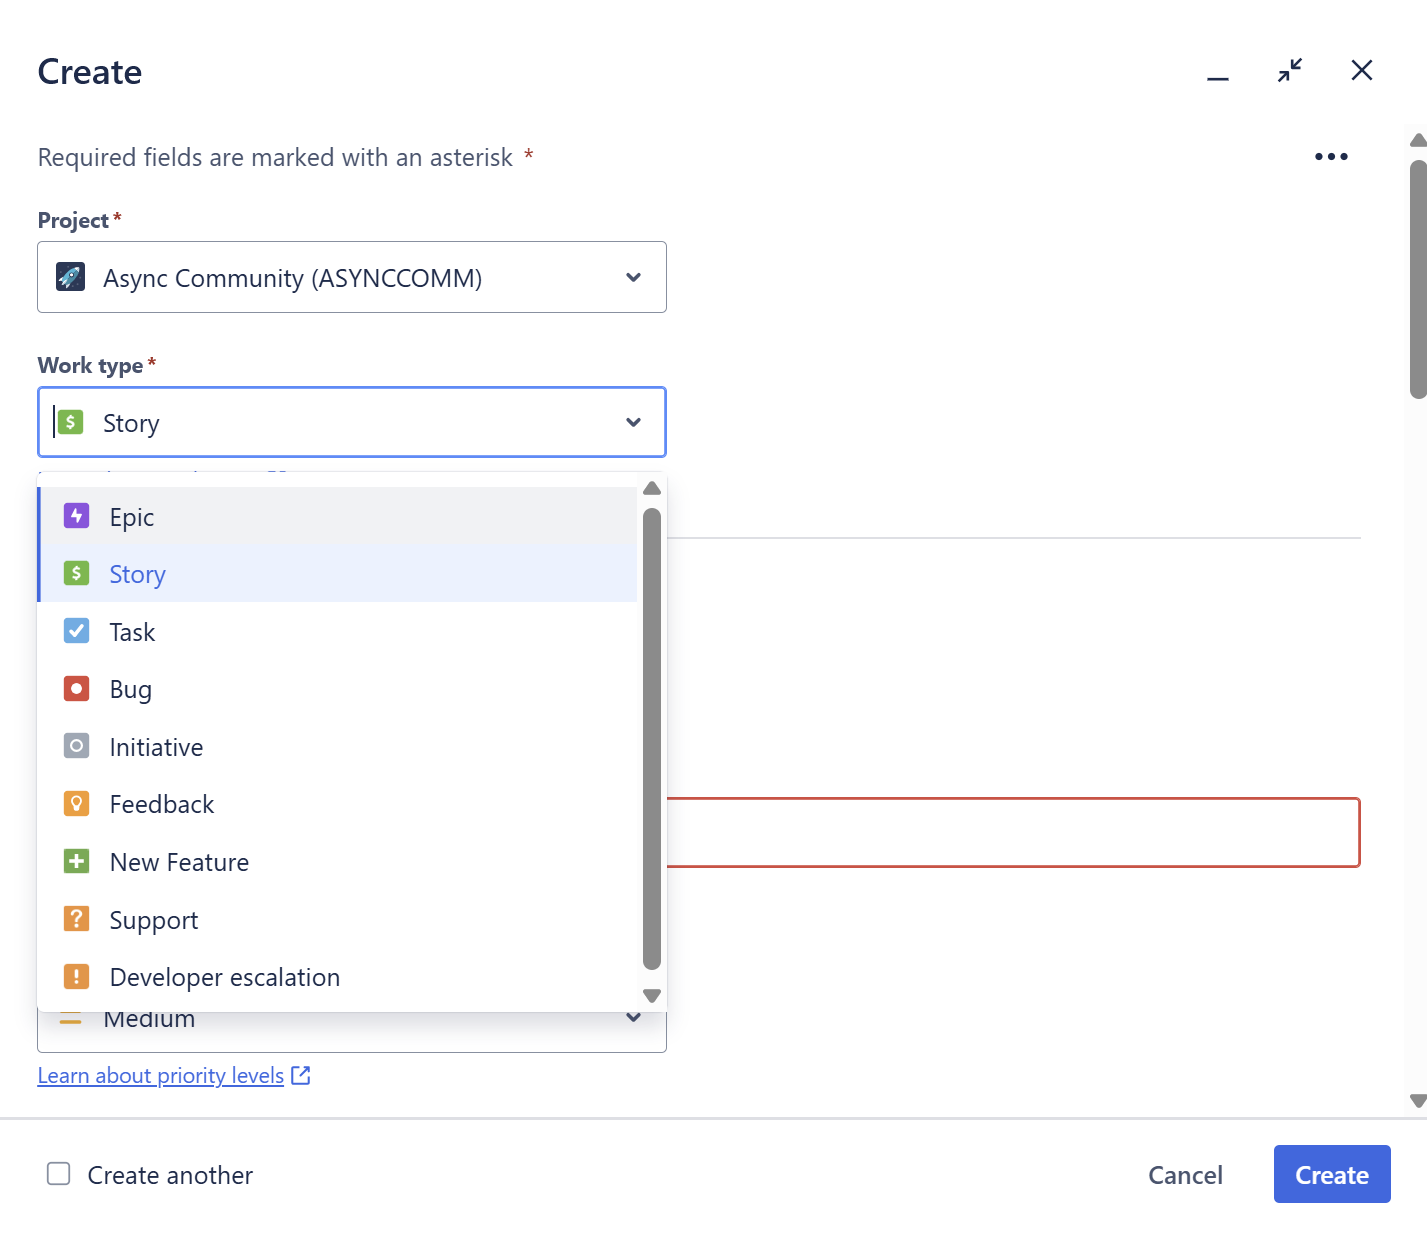 Create
Required fields are marked with an asterisk *
Project *
Async Community (ASYNCCOMM)
Work type *
Story
Epic
Story
Task
Bug
Initiative
Feedback
New Feature
Support
Developer escalation
Medium
Learn about priority levels
Create another
Cancel
Create